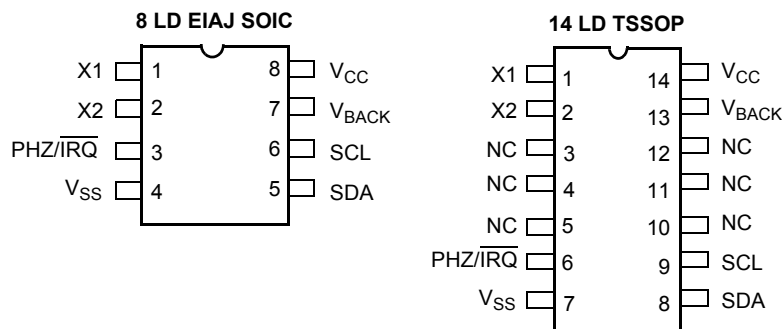 8 LD EIAJ SOIC
X1 1 8 VCC
X2 2 7 VBACK
PHZ/IRQ 3 6 SCL
VSS 4 5 SDA
14 LD TSSOP
X1 1 14 VCC
X2 2 13 VBACK
NC 3 12 NC
NC 4 11 NC
NC 5 10 NC
PHZ/IRQ 6 9 SCL
VSS 7 8 SDA